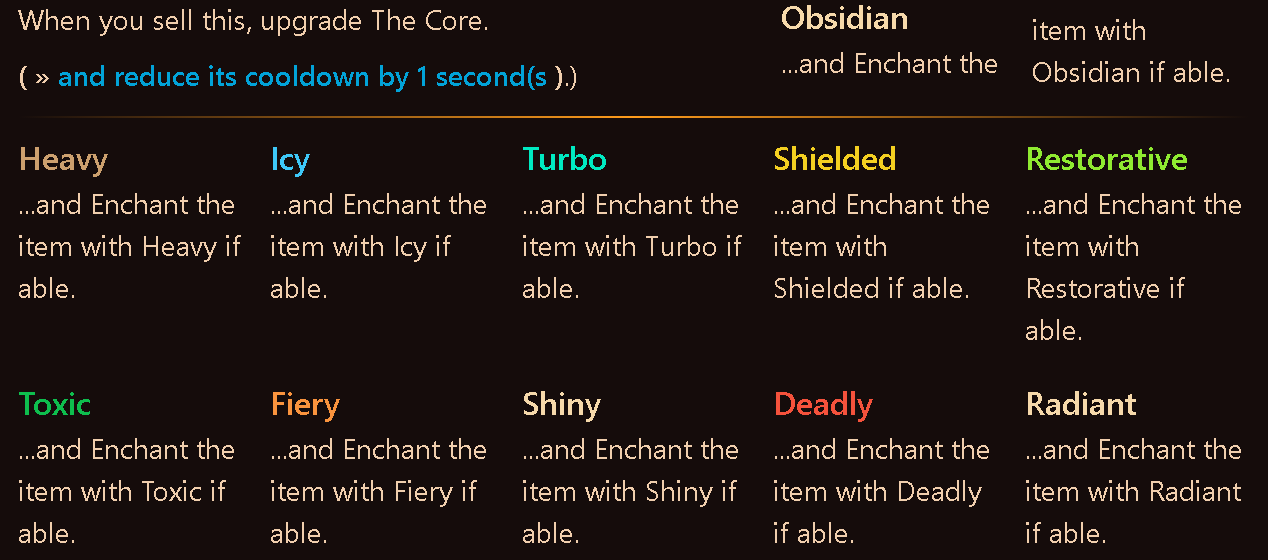 When you sell this, upgrade The Core.
( » and reduce its cooldown by 1 second(s ).)
Obsidian
...and Enchant the
item with
Obsidian if able.
Heavy
...and Enchant the
item with Heavy if
able.
Icy
...and Enchant the
item with Icy if
able.
Turbo
...and Enchant the
item with Turbo if
able.
Shielded
...and Enchant the
item with
Shielded if able.
Restorative
...and Enchant the
item with
Restorative if
able.
Toxic
...and Enchant the
item with Toxic if
able.
Fiery
...and Enchant the
item with Fiery if
able.
Shiny
...and Enchant the
item with Shiny if
able.
Deadly
...and Enchant the
item with Deadly
if able.
Radiant
...and Enchant the
item with Radiant
if able.